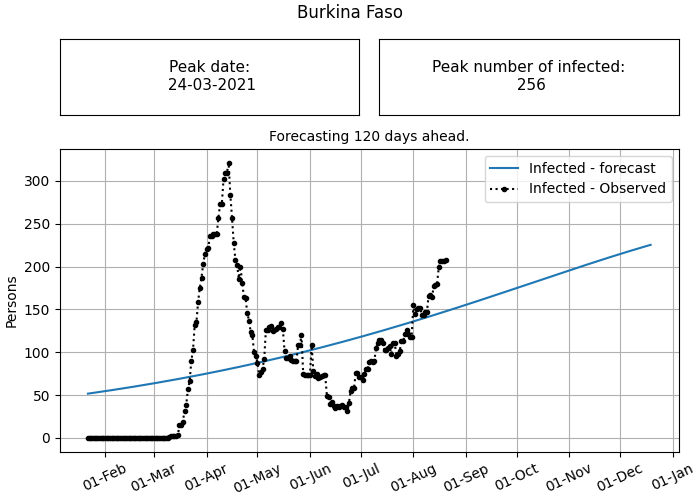 Burkina Faso
Peak date:
24-03-2021
Peak number of infected:
256
Forecasting 120 days ahead.
Infected - forecast
Infected - Observed
Persons
300
250
200
150
100
50
0
01-Feb
01-Mar
01-Apr
01-May
01-Jun
01-Jul
01-Aug
01-Sep
01-Oct
01-Nov
01-Dec
01-Jan